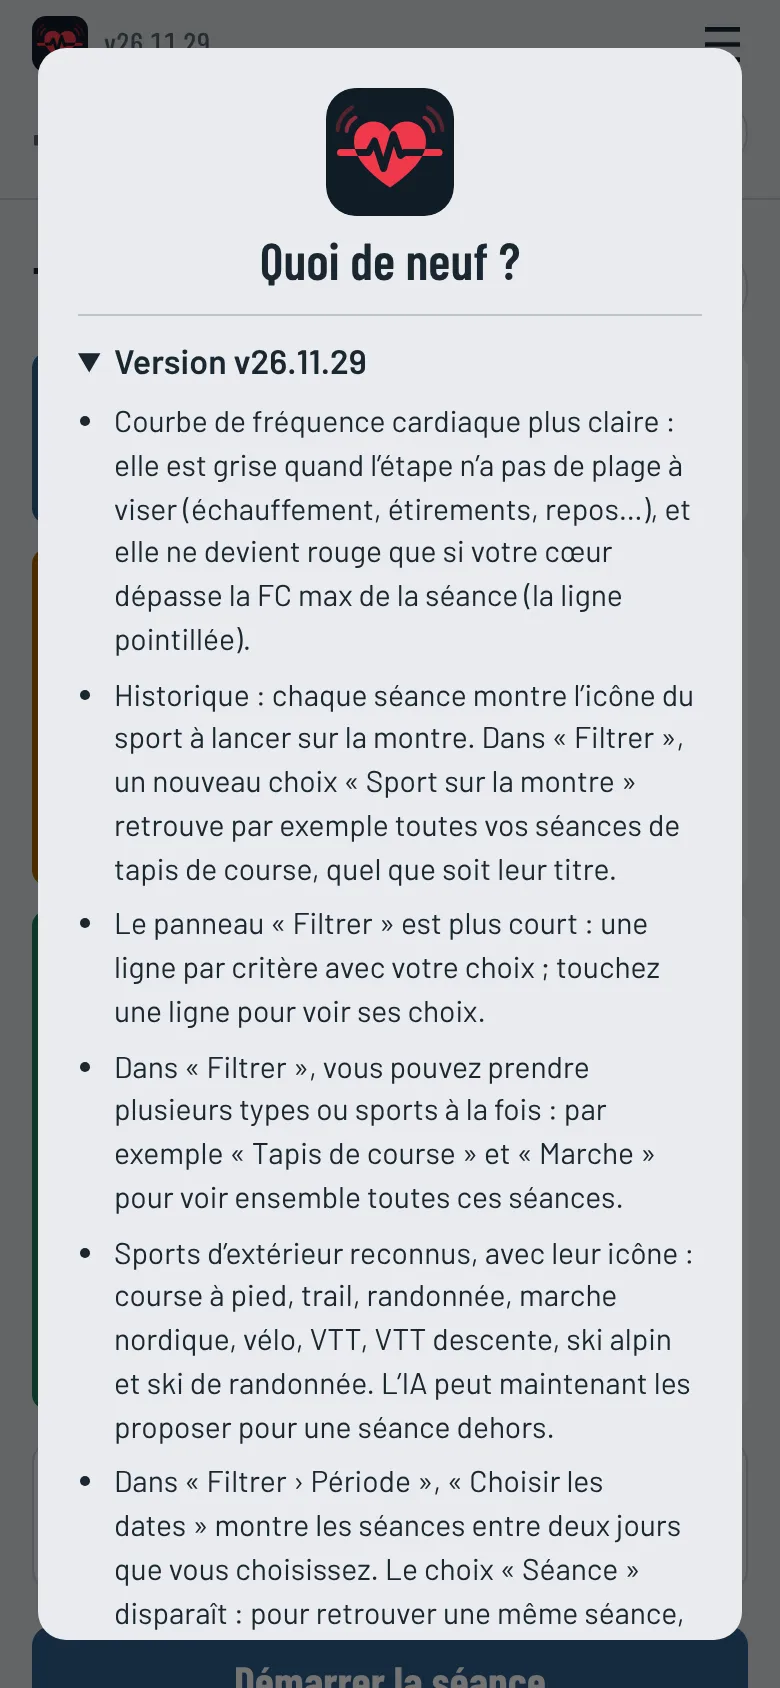 v26.11.29
Quoi de neuf ?
▼ Version v26.11.29
• Courbe de fréquence cardiaque plus claire :
elle est grise quand l’étape n’a pas de plage à
viser (échauffement, étirements, repos…), et
elle ne devient rouge que si votre cœur
dépasse la FC max de la séance (la ligne
pointillée).
• Historique : chaque séance montre l’icône du
sport à lancer sur la montre. Dans « Filtrer »,
un nouveau choix « Sport sur la montre »
retrouve par exemple toutes vos séances de
tapis de course, quel que soit leur titre.
• Le panneau « Filtrer » est plus court : une
ligne par critère avec votre choix ; touchez
une ligne pour voir ses choix.
• Dans « Filtrer », vous pouvez prendre
plusieurs types ou sports à la fois : par
exemple « Tapis de course » et « Marche »
pour voir ensemble toutes ces séances.
• Sports d’extérieur reconnus, avec leur icône :
course à pied, trail, randonnée, marche
nordique, vélo, VTT, VTT descente, ski alpin
et ski de randonnée. L’IA peut maintenant les
proposer pour une séance dehors.
• Dans « Filtrer › Période », « Choisir les
dates » montre les séances entre deux jours
que vous choisissez. Le choix « Séance »
disparaît : pour retrouver une même séance,
Démarrer la séance